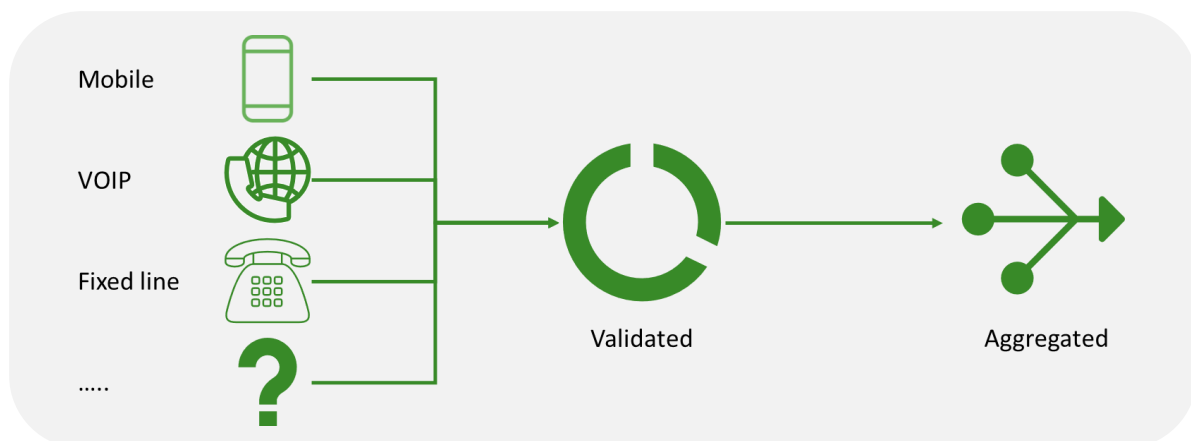 Mobile
VOIP
Fixed line
…..
Validated
Aggregated